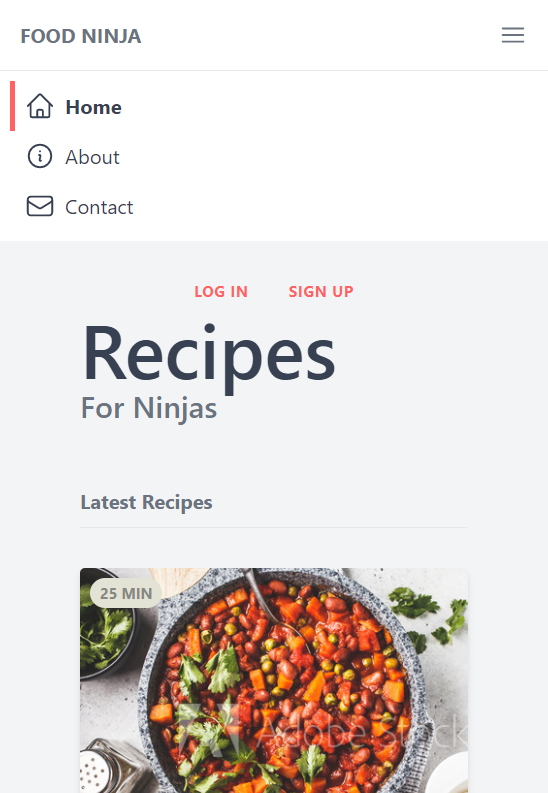 FOOD NINJA
Home
About
Contact
LOG IN SIGN UP
Recipes
For Ninjas
Latest Recipes
25 MIN
Adobe Stock